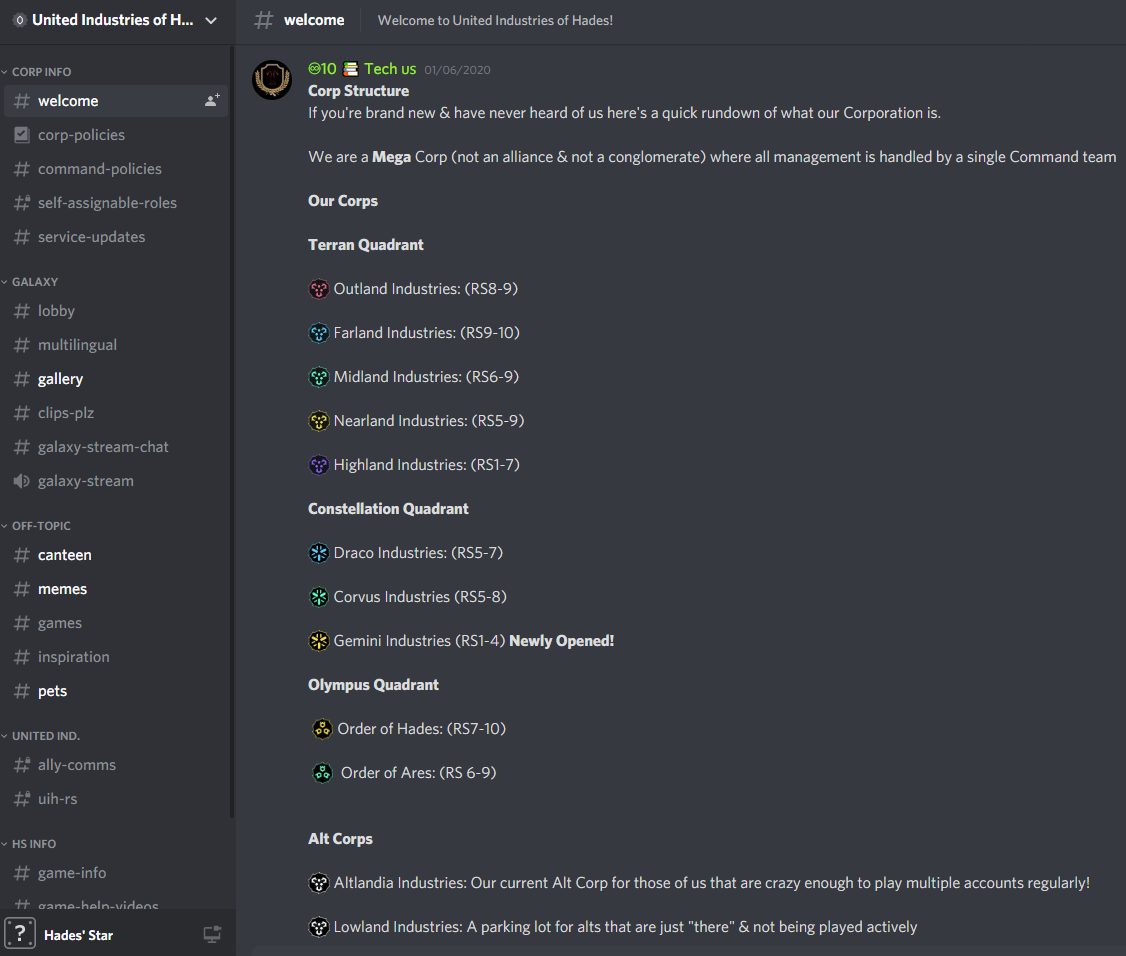 United Industries of H...
# welcome
Welcome to United Industries of Hades!
CORP INFO
# welcome
corp-policies
# command-policies
# self-assignable-roles
# service-updates
GALAXY
# lobby
# multilingual
# gallery
# clips-plz
# galaxy-stream-chat
galaxy-stream
OFF-TOPIC
# canteen
# memes
# games
# inspiration
# pets
UNITED IND.
# ally-comms
# uih-rs
HS INFO
# game-info
# game-help-videos
? Hades' Star
♾10 📚 Tech us 01/06/2020
Corp Structure
If you're brand new & have never heard of us here's a quick rundown of what our Corporation is.
We are a Mega Corp (not an alliance & not a conglomerate) where all management is handled by a single Command team
Our Corps
Terran Quadrant
Outland Industries: (RS8-9)
Farland Industries: (RS9-10)
Midland Industries: (RS6-9)
Nearland Industries: (RS5-9)
Highland Industries: (RS1-7)
Constellation Quadrant
Draco Industries: (RS5-7)
Corvus Industries (RS5-8)
Gemini Industries (RS1-4) Newly Opened!
Olympus Quadrant
Order of Hades: (RS7-10)
Order of Ares: (RS 6-9)
Alt Corps
Altlandia Industries: Our current Alt Corp for those of us that are crazy enough to play multiple accounts regularly!
Lowland Industries: A parking lot for alts that are just "there" & not being played actively